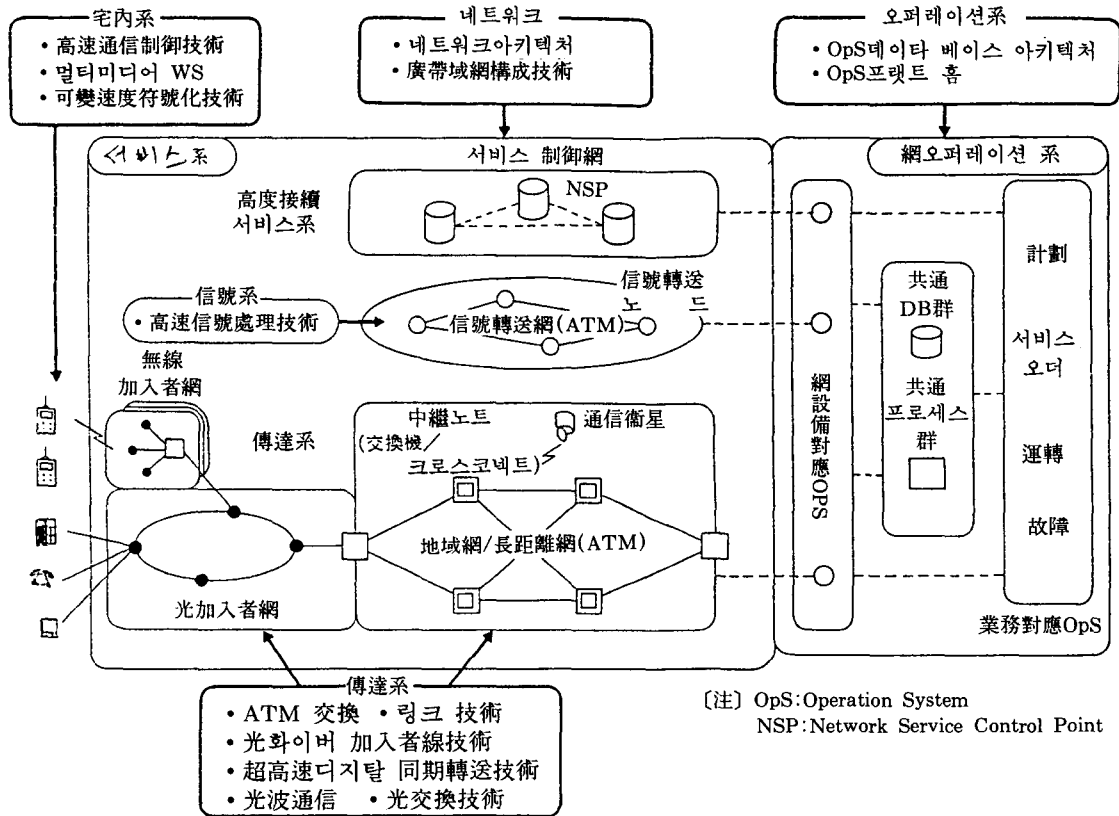 宅內系
• 高速通信制御技術
• 멀티미디어 WS
• 可變速度符號化技術
네트워크
• 네트워크아키텍처
• 廣帶域網構成技術
오퍼레이션系
• OpS데이타 베이스 아키텍처
• OpS프랫트 홈
서비스系
서비스 制御網
網오퍼레이션 系
高度接續
서비스系
NSP
信號系
• 高速信號處理技術
信號轉送
노 드
信號轉送網(ATM)
無線
加入者網
傳達系
中繼노트
(交換機/
크로스코넥트)
通信衞星
地域網/長距離網(ATM)
光加入者網
網設備對應OPS
共通
DB群
共通
프로세스
群
計劃
서비스
오더
運轉
故障
業務對應OpS
傳達系
• ATM 交換 • 링크 技術
• 光화이버 加入者線技術
• 超高速디지탈 同期轉送技術
• 光波通信 • 光交換技術
〔注〕 OpS:Operation System
NSP:Network Service Control Point